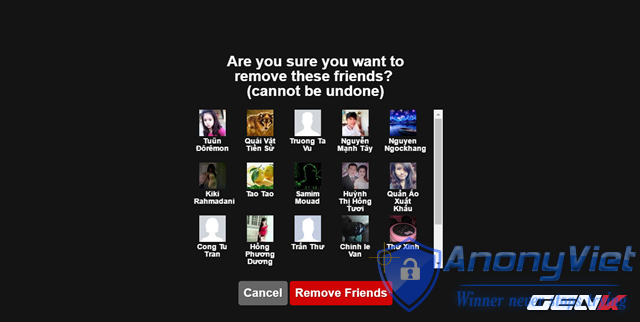 Are you sure you want to
remove these friends?
(cannot be undone)
Tuấn
Dôrêmon
Quái Vật
Tiền Sử
Truong Ta
Vu
Nguyễn
Mạnh Tây
Nguyen
Ngockhang
Kiki
Rahmadani
Tao Tao
Samim
Mouad
Huỳnh
Thị Hồng
Tươi
Quần Áo
Xuất
Khẩu
Cong Tu
Tran
Hồng
Phương
Dương
Trần Thư
Chinh le
Van
Thư Xinh
Cancel
Remove Friends
AnonyViet
Winner never
GENK